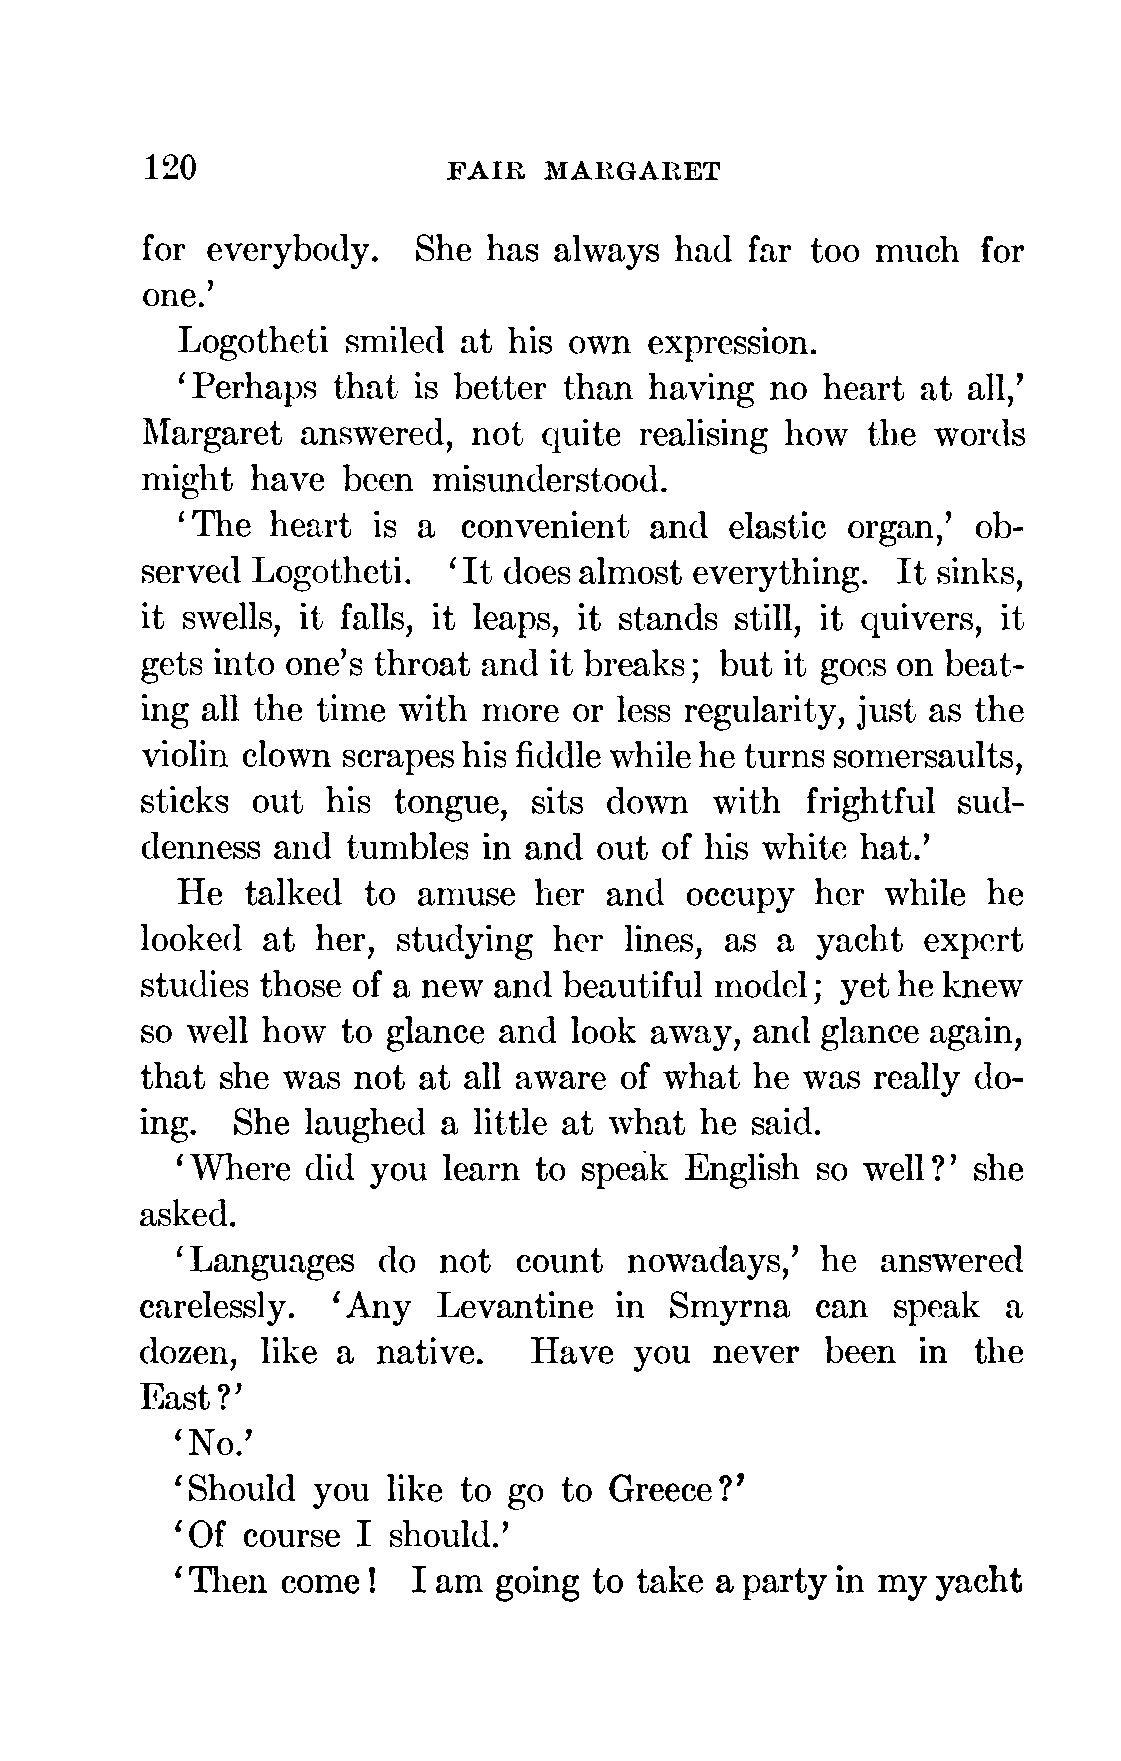 120 FAIR MARGARET
for everybody. She has always had far too much for
one.’
Logotheti smiled at his own expression.
‘Perhaps that is better than having no heart at all,’
Margaret answered, not quite realising how the words
might have been misunderstood.
‘The heart is a convenient and elastic organ,’ ob-
served Logotheti. ‘It does almost everything. It sinks,
it swells, it falls, it leaps, it stands still, it quivers, it
gets into one’s throat and it breaks; but it goes on beat-
ing all the time with more or less regularity, just as the
violin clown scrapes his fiddle while he turns somersaults,
sticks out his tongue, sits down with frightful sud-
denness and tumbles in and out of his white hat.’
He talked to amuse her and occupy her while he
looked at her, studying her lines, as a yacht expert
studies those of a new and beautiful model; yet he knew
so well how to glance and look away, and glance again,
that she was not at all aware of what he was really do-
ing. She laughed a little at what he said.
‘Where did you learn to speak English so well?’ she
asked.
‘Languages do not count nowadays,’ he answered
carelessly. ‘Any Levantine in Smyrna can speak a
dozen, like a native. Have you never been in the
East?’
‘No.’
‘Should you like to go to Greece?’
‘Of course I should.’
‘Then come! I am going to take a party in my yacht